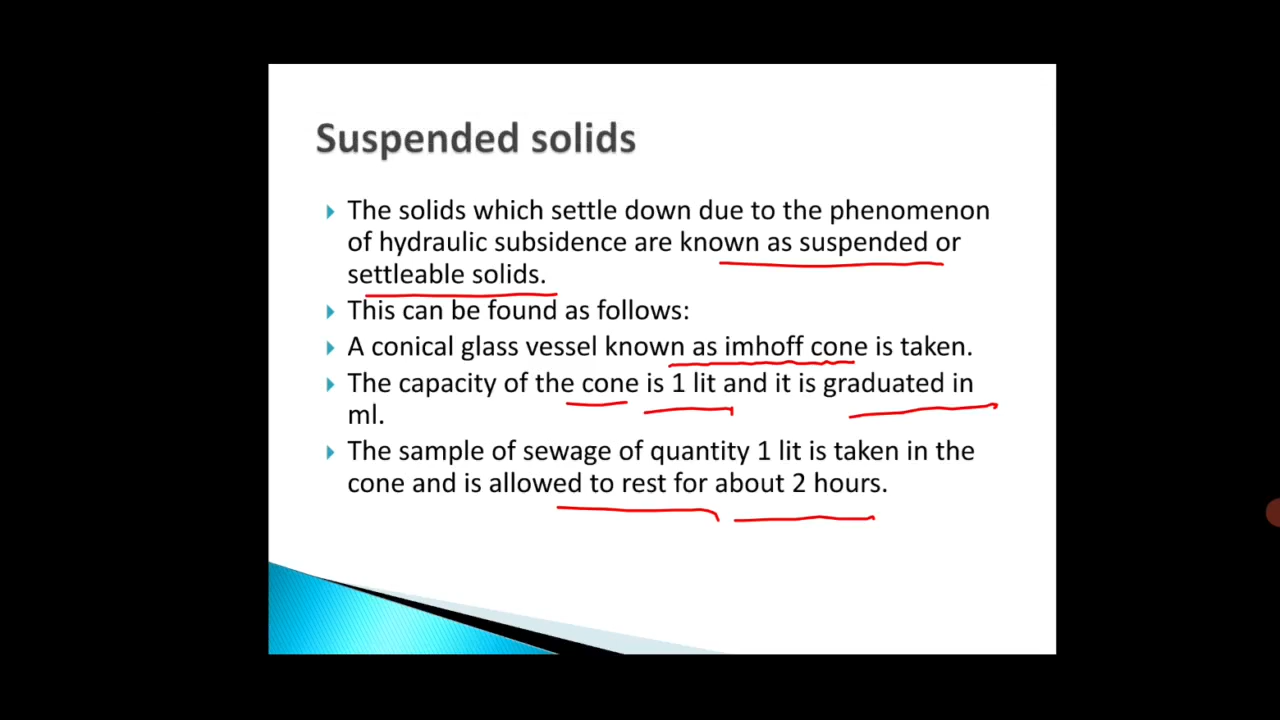 Suspended solids
The solids which settle down due to the phenomenon
of hydraulic subsidence are known as suspended or
settleable solids.
This can be found as follows:
A conical glass vessel known as imhoff cone is taken.
The capacity of the cone is 1 lit and it is graduated in
ml.
The sample of sewage of quantity 1 lit is taken in the
cone and is allowed to rest for about 2 hours.